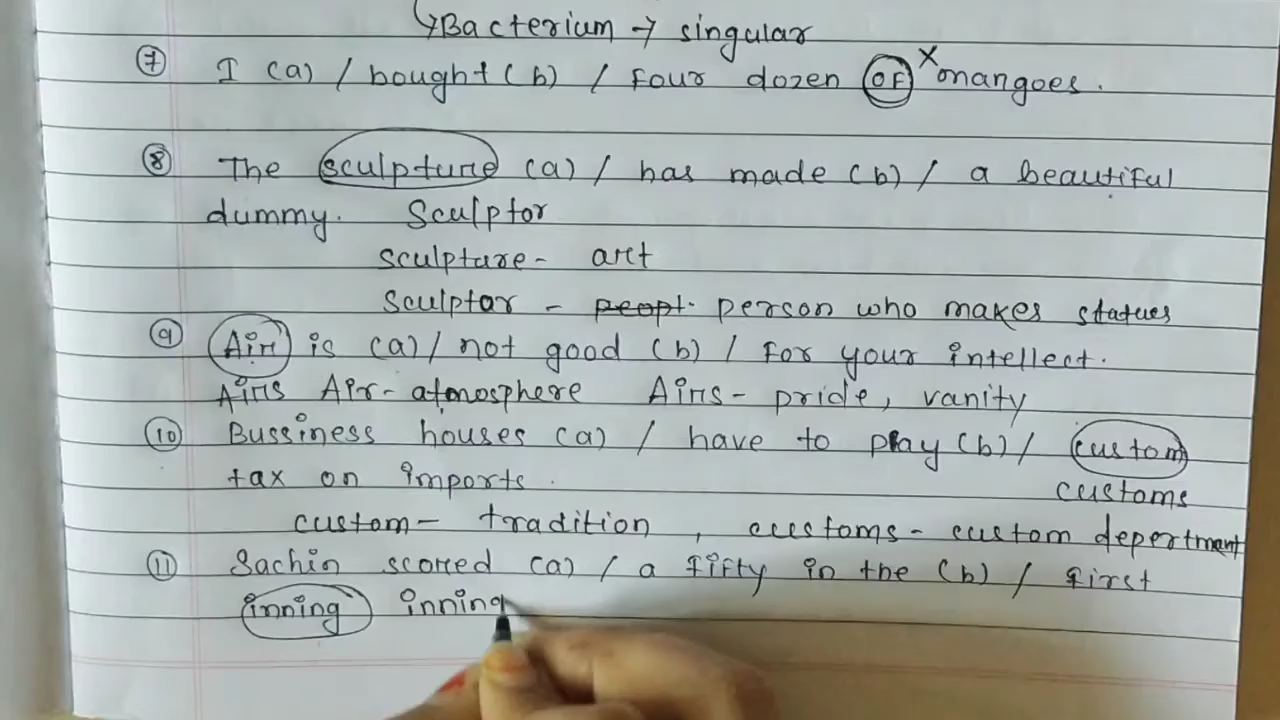 ↳Bacterium → singular
⑦ I (a) / bought (b) / four dozen OF x mangoes.
⑧ The sculpture (a) / has made (b) / a beautiful
dummy. Sculptor
sculpture - art
sculptor - peopl. person who makes statues
⑨ Air is (a) / not good (b) / for your intellect.
Airs Air - atmosphere Airs - pride, vanity
⑩ Bussiness houses (a) / have to pay (b) / custom
tax on imports.
customs
custom - tradition, customs - custom depertment
⑪ Sachin scored (a) / a fifty in the (b) / first
inning inning